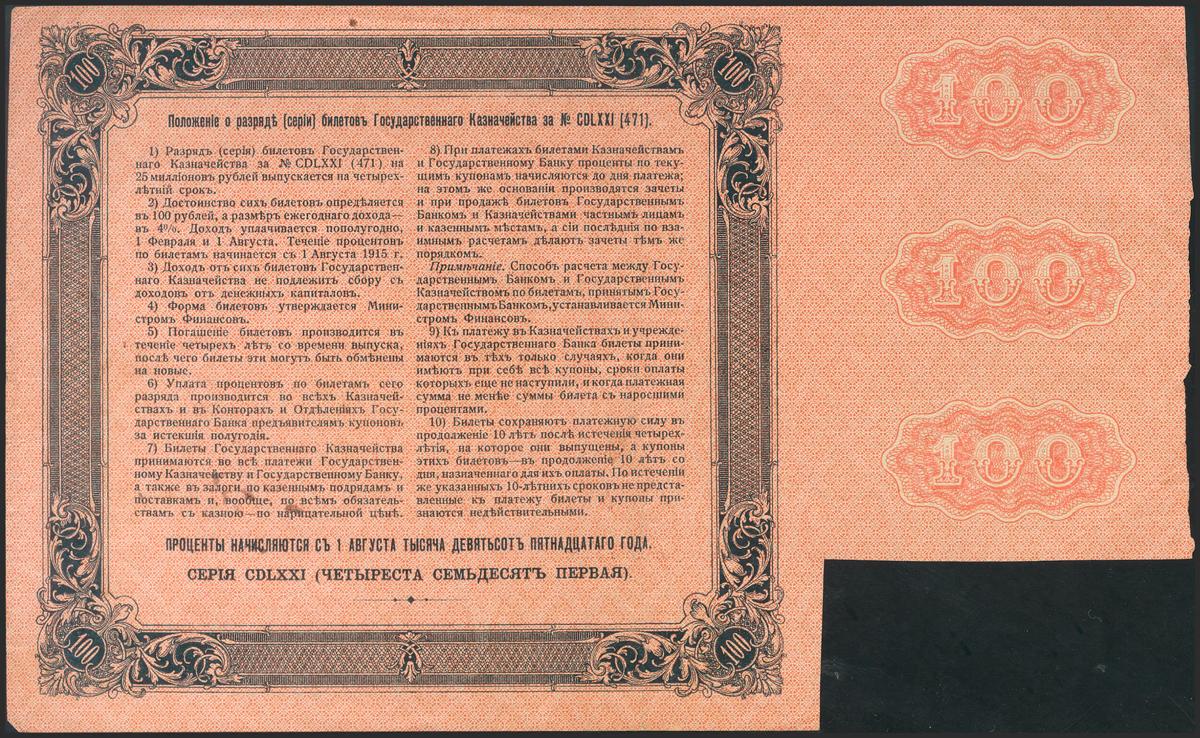 100
100
Положеніе о разрядѣ (серіи) билетовъ Государственнаго Казначейства за № CDLXXI (471).
1) Разрядъ (серія) билетовъ Государствен-
наго Казначейства за № CDLXXI (471) на
25 милліоновъ рублей выпускается на четырех-
лѣтній срокъ.
2) Достоинство сихъ билетовъ опредѣляется
въ 100 рублей, а размѣръ ежегоднаго дохода—
въ 4%. Доходъ уплачивается пополугодно,
1 Февраля и 1 Августа. Теченіе процентовъ
по билетамъ начинается съ 1 Августа 1915 г.
3) Доходъ отъ сихъ билетовъ Государствен-
наго Казначейства не подлежитъ сбору съ
доходовъ отъ денежныхъ капиталовъ.
4) Форма билетовъ утверждается Мини-
стромъ Финансовъ.
5) Погашеніе билетовъ производится въ
теченіе четырехъ лѣтъ со времени выпуска,
послѣ чего билеты эти могутъ быть обмѣнены
на новые.
6) Уплата процентовъ по билетамъ сего
разряда производится во всѣхъ Казначей-
ствахъ и въ Конторахъ и Отдѣленіяхъ Госу-
дарственнаго Банка предъявителямъ купоновъ
за истекшія полугодія.
7) Билеты Государственнаго Казначейства
принимаются во всѣ платежи Государствен-
ному Казначейству и Государственному Банку,
а также въ залоги по казеннымъ подрядамъ и
поставкамъ и, вообще, по всѣмъ обязатель-
ствамъ съ казною—по нарицательной цѣнѣ.
8) При платежахъ билетами Казначействамъ
и Государственному Банку проценты по теку-
щимъ купонамъ начисляются до дня платежа;
на этомъ же основаніи производятся зачеты
и при продажѣ билетовъ Государственнымъ
Банкомъ и Казначействами частнымъ лицамъ
и казеннымъ мѣстамъ, а сіи послѣднія по вза-
имнымъ расчетамъ дѣлаютъ зачеты тѣмъ же
порядкомъ.
Примѣчаніе. Способъ расчета между Госу-
дарственнымъ Банкомъ и Государственнымъ
Казначействомъ по билетамъ, принятымъ Госу-
дарственнымъ Банкомъ, устанавливается Мини-
стромъ Финансовъ.
9) Къ платежу въ Казначействахъ и учрежде-
ніяхъ Государственнаго Банка билеты прини-
маются въ тѣхъ только случаяхъ, когда они
имѣютъ при себѣ всѣ купоны, сроки оплаты
которыхъ еще не наступили, и когда платежная
сумма не менѣе суммы билета съ наросшими
процентами.
10) Билеты сохраняютъ платежную силу въ
продолженіе 10 лѣтъ послѣ истеченія четырех-
лѣтія, на которое они выпущены, а купоны
этихъ билетовъ—въ продолженіе 10 лѣтъ со
дня, назначеннаго для ихъ оплаты. По истеченіи
же указанныхъ 10-лѣтнихъ сроковъ не предста-
вленные къ платежу билеты и купоны при-
знаются недѣйствительными.
ПРОЦЕНТЫ НАЧИСЛЯЮТСЯ СЪ 1 АВГУСТА ТЫСЯЧА ДЕВЯТЬСОТЪ ПЯТНАДЦАТАГО ГОДА.
СЕРІЯ CDLXXI (ЧЕТЫРЕСТА СЕМЬДЕСЯТЪ ПЕРВАЯ).
100
100
100
100
100